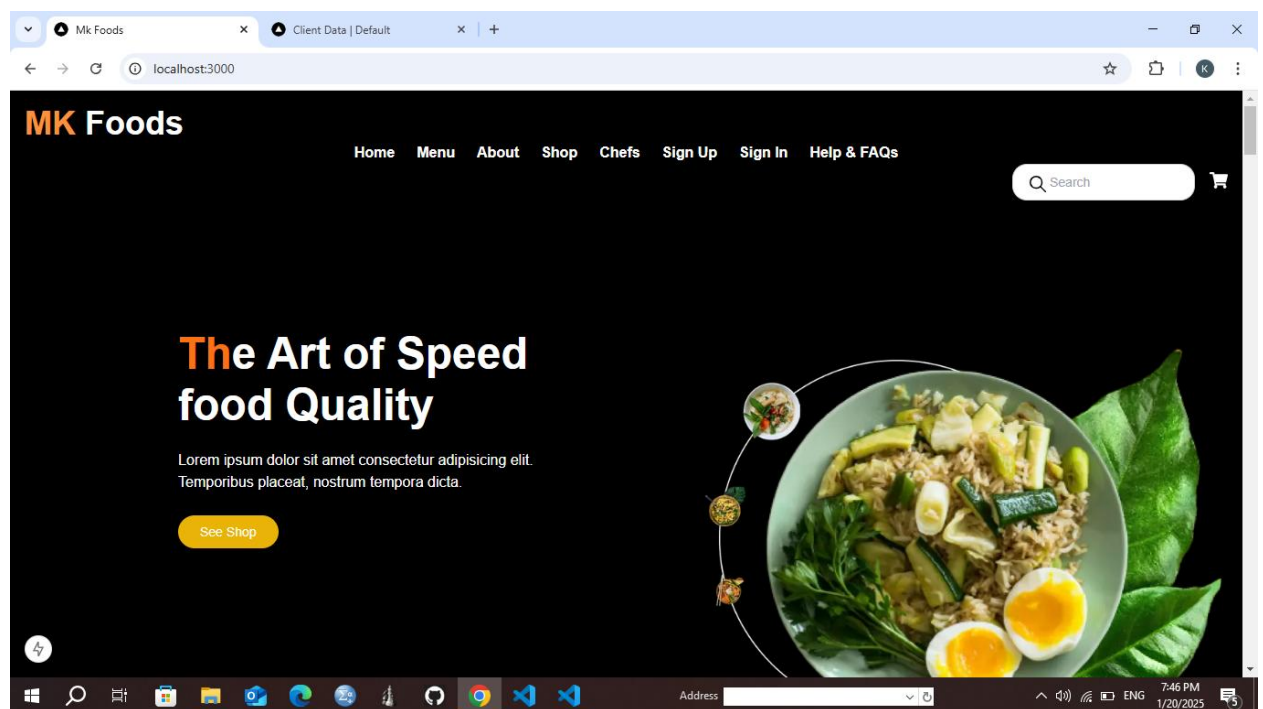 Mk Foods
Client Data | Default
localhost:3000
K
MK Foods
Home Menu About Shop Chefs Sign Up Sign In Help & FAQs
Search
The Art of Speed
food Quality
Lorem ipsum dolor sit amet consectetur adipisicing elit.
Temporibus placeat, nostrum tempora dicta.
See Shop
Address
ENG
7:46 PM
1/20/2025
5